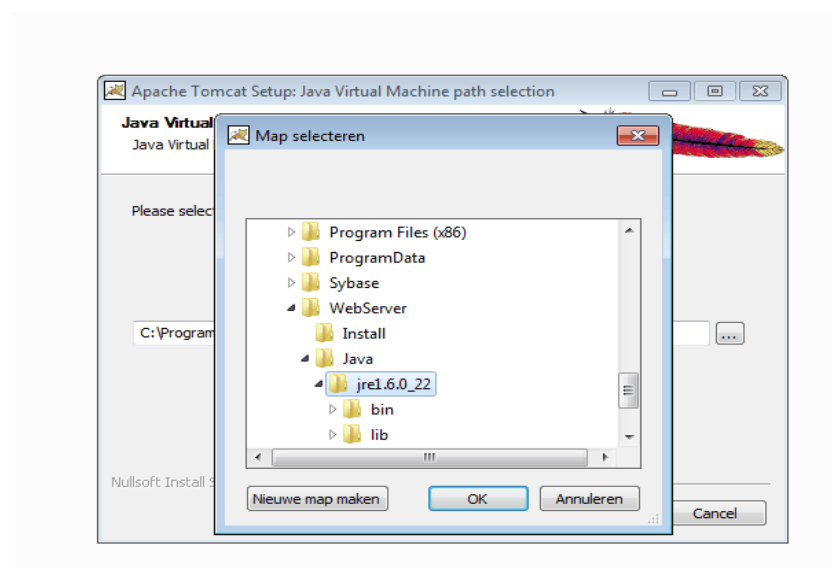 Apache Tomcat Setup: Java Virtual Machine path selection
Java Virtual
Java Virtual
Map selecteren
Please select
Program Files (x86)
ProgramData
Sybase
WebServer
Install
C:\Program
...
Java
jre1.6.0_22
bin
lib
Nullsoft Install S
Nieuwe map maken
OK
Annuleren
Cancel